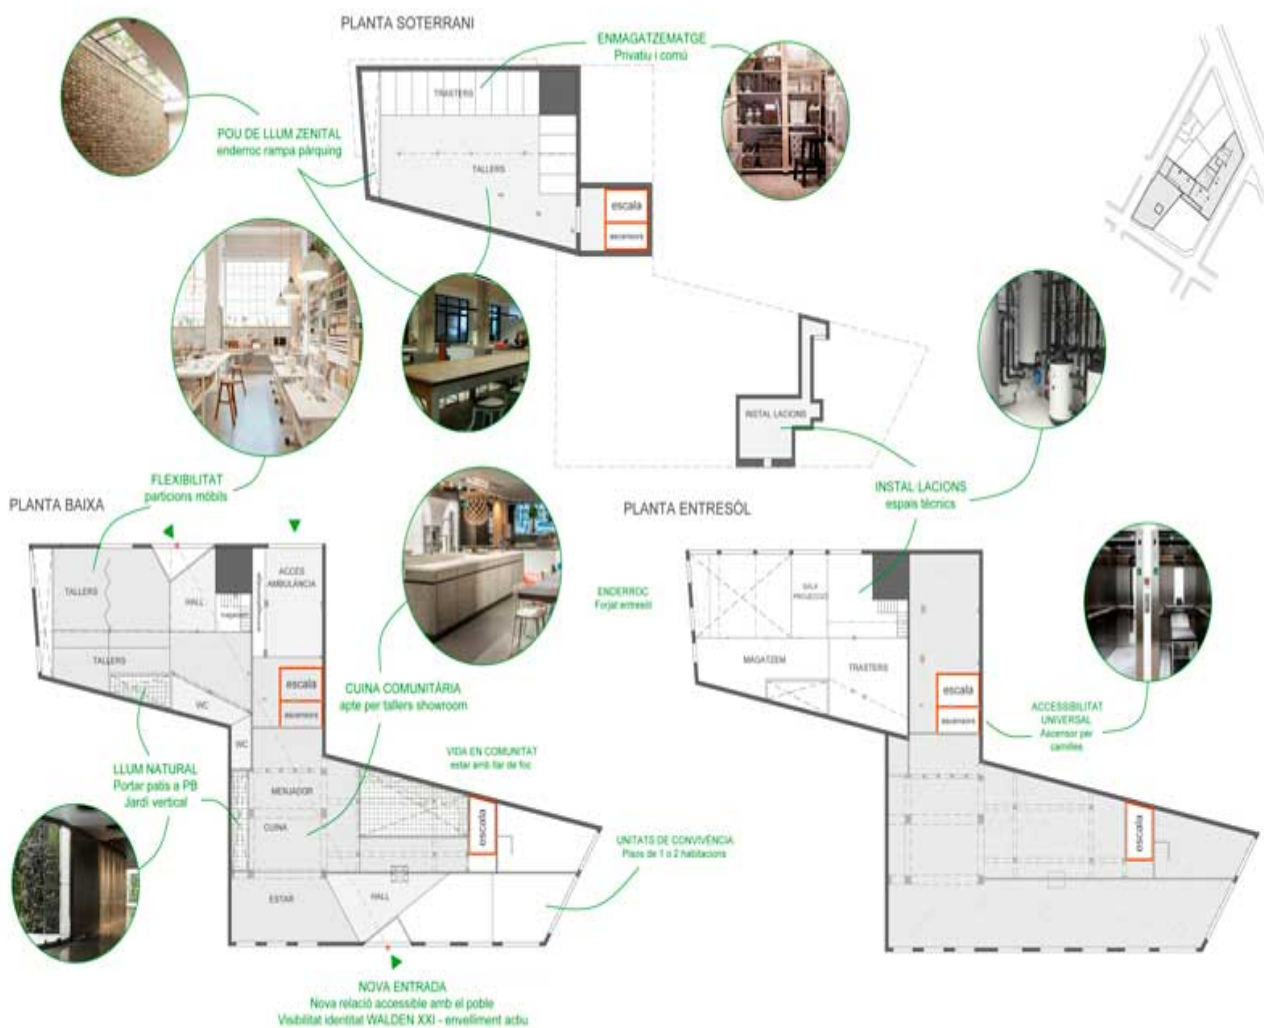 PLANTA SOTERRANI
ENMAGATZEMATGE
Privatiu i comú
TRASTERS
POU DE LLUM ZENITAL
enderroc rampa pàrquing
TALLERS
escala
ascensors
INSTAL·LACIONS
FLEXIBILITAT
particions mòbils
INSTAL·LACIONS
espais tècnics
PLANTA BAIXA
PLANTA ENTRESÒL
ACCÉS
AMBULÀNCIA
TALLERS
HALL
ENDERROC
Forjat entresòl
SALA
PROJECCIÓ
TALLERS
MAGATZEM
TRASTERS
escala
ascensors
CUINA COMUNITÀRIA
apte per tallers showroom
escala
ascensors
ACCESSIBILITAT
UNIVERSAL
Ascensor per
camilles
WC
WC
VIDA EN COMUNITAT
estar amb llar de foc
LLUM NATURAL
Portar patis a PB
Jardí vertical
MENJADOR
CUINA
escala
escala
UNITATS DE CONVIVÈNCIA
Pisos de 1 o 2 habitacions
ESTAR
HALL
NOVA ENTRADA
Nova relació accessible amb el poble
Visibilitat identitat WALDEN XXI - envelliment actiu